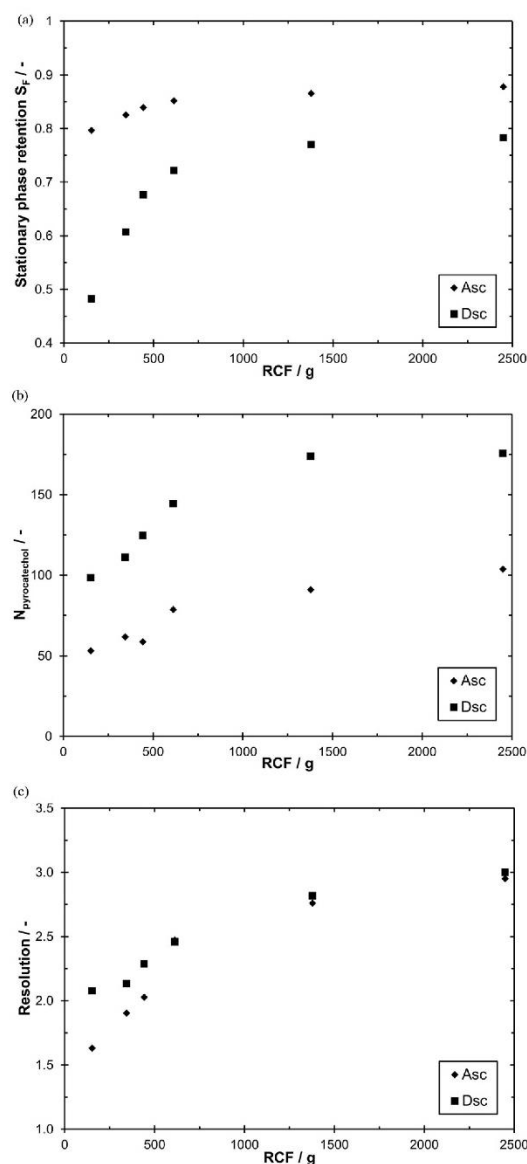 (a)
1
0.9
0.8
0.7
0.6
0.5
0.4
Stationary phase retention S_F / -
Asc
Dsc
0 500 1000 1500 2000 2500
RCF / g
(b)
200
150
100
50
0
N_pyrocatechol / -
Asc
Dsc
0 500 1000 1500 2000 2500
RCF / g
(c)
3.5
3.0
2.5
2.0
1.5
1.0
Resolution / -
Asc
Dsc
0 500 1000 1500 2000 2500
RCF / g